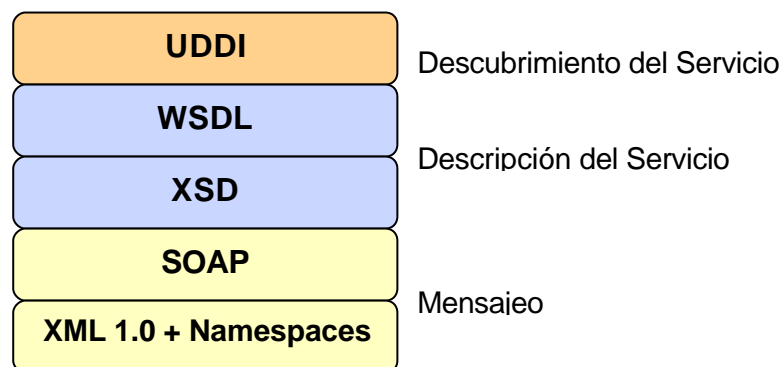 UDDI
Descubrimiento del Servicio
WSDL
Descripción del Servicio
XSD
SOAP
Mensajeo
XML 1.0 + Namespaces